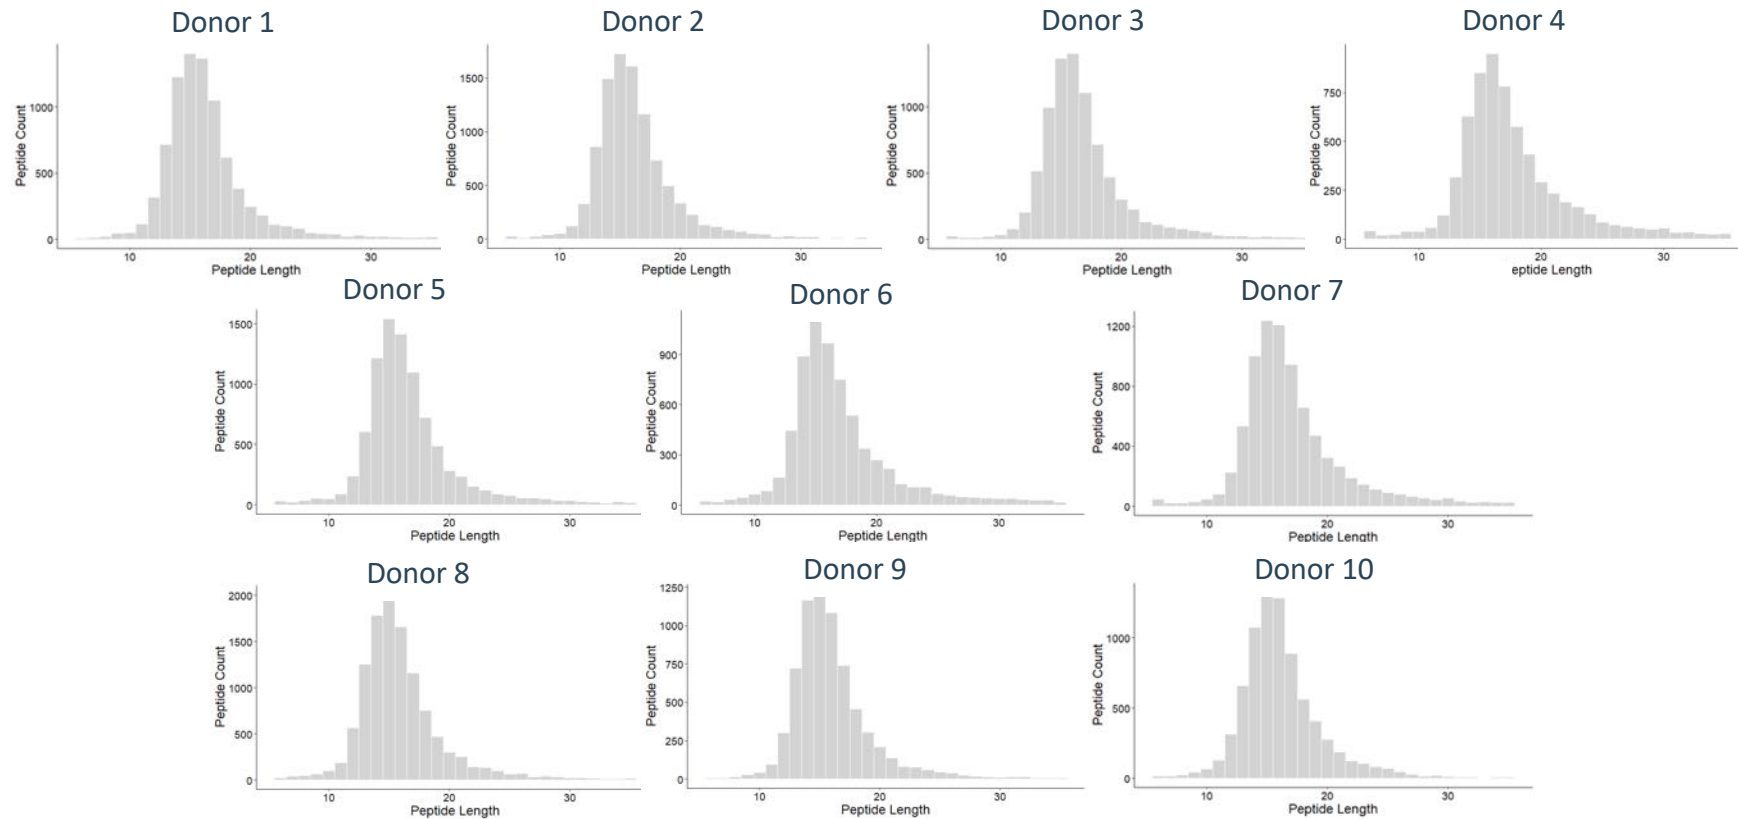 Donor 1
1000
500
0
Peptide Count
10 20 30
Peptide Length
Donor 2
1500
1000
500
0
Peptide Count
10 20 30
Peptide Length
Donor 3
1000
500
0
Peptide Count
10 20 30
Peptide Length
Donor 4
750
500
250
0
Peptide Count
10 20 30
eptide Length
Donor 5
1500
1000
500
0
Peptide Count
10 20 30
Peptide Length
Donor 6
900
600
300
0
Peptide Count
10 20 30
Peptide Length
Donor 7
1200
800
400
0
Peptide Count
10 20 30
Peptide Length
Donor 8
2000
1500
1000
500
0
Peptide Count
10 20 30
Peptide Length
Donor 9
1250
1000
750
500
250
0
Peptide Count
10 20 30
Peptide Length
Donor 10
1000
500
0
Peptide Count
10 20 30
Peptide Length